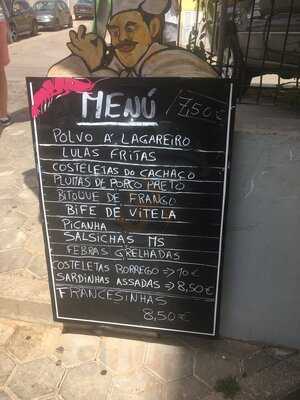 MENÚ 7,50€
POLVO Á LAGAREIRO
LULAS FRITAS
COSTELETAS DO CACHAÇO
PLUMAS DE PORCO PRETO
BITOQUE DE FRANGO
BIFE DE VITELA
PICANHA
SALSICHAS MS
FEBRAS GRELHADAS
COSTELETAS BORREGO ⇒ 10€
SARDINHAS ASSADAS ⇒ 8,50€
FRANCESINHAS
8,50€